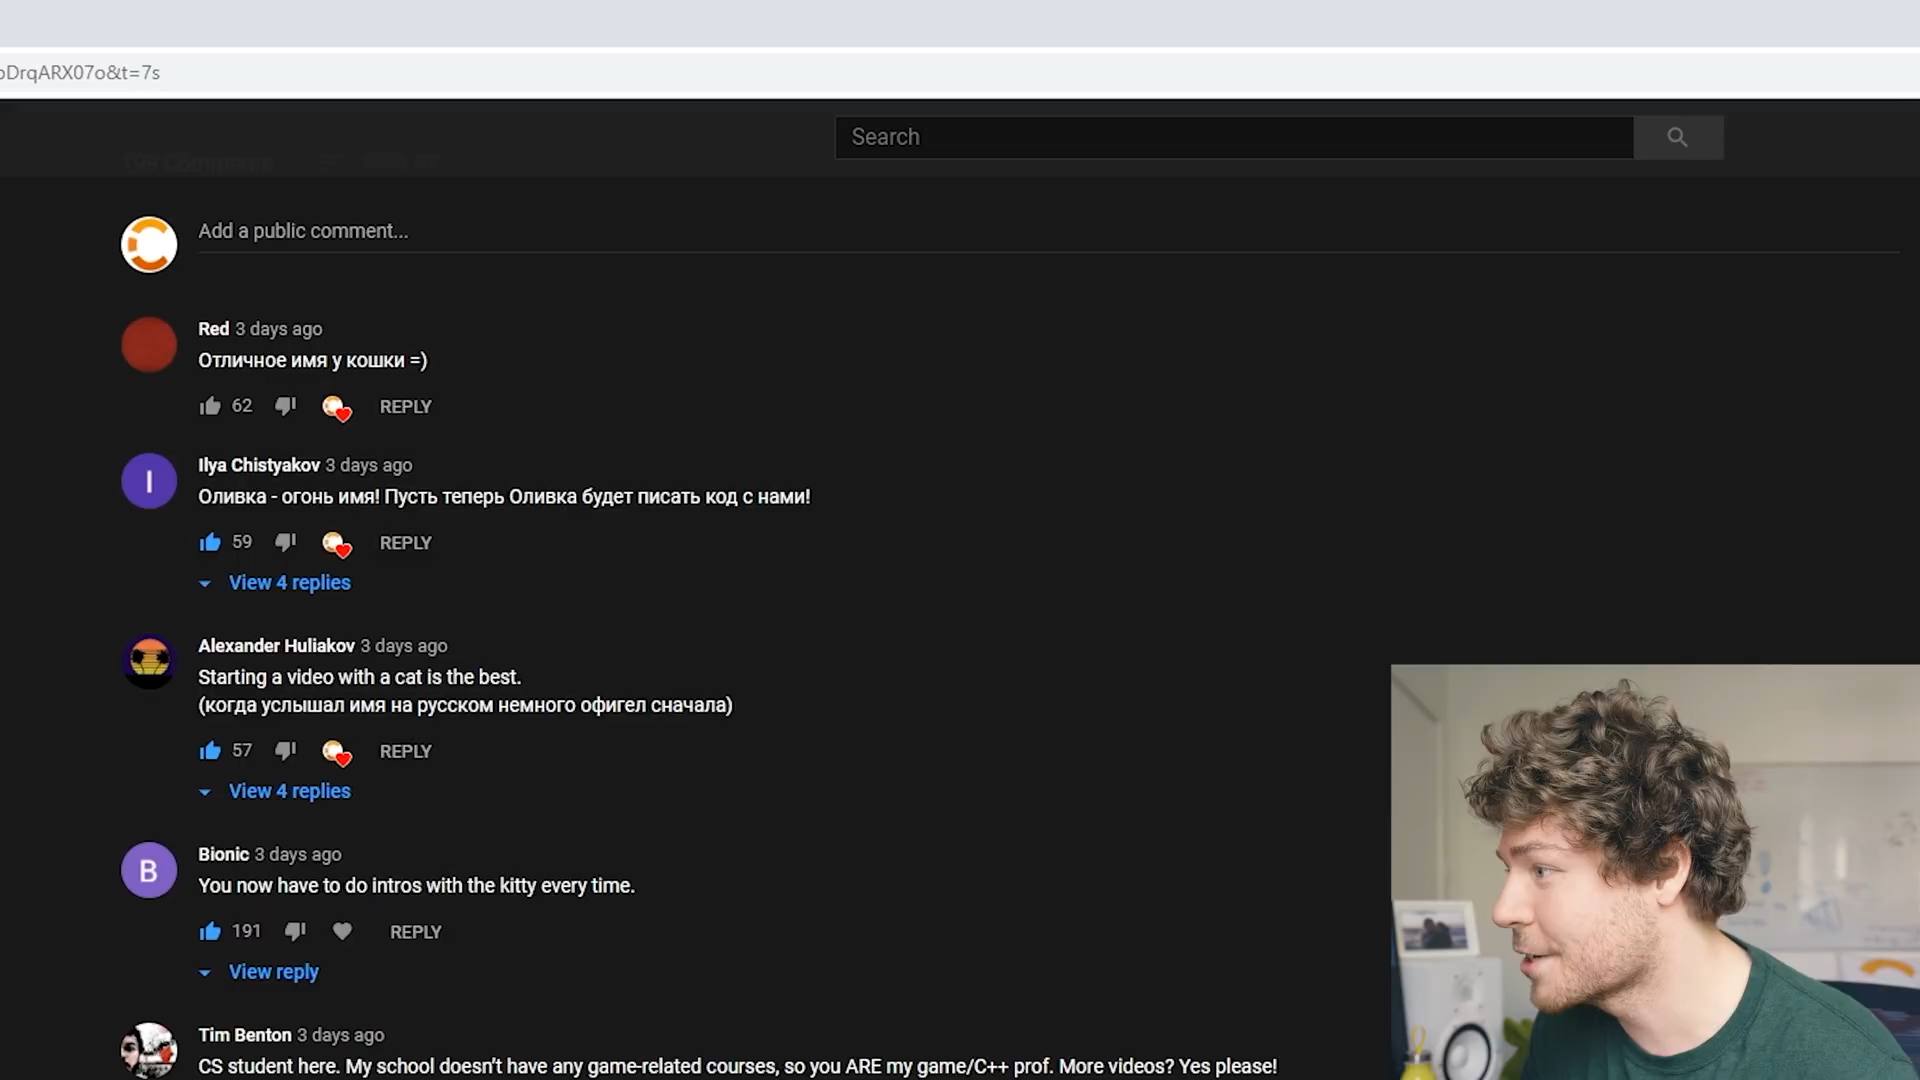 DrqARX07o&t=7s
Search
Add a public comment...
Red 3 days ago
Отличное имя у кошки =)
62 REPLY
I
Ilya Chistyakov 3 days ago
Оливка - огонь имя! Пусть теперь Оливка будет писать код с нами!
59 REPLY
View 4 replies
Alexander Huliakov 3 days ago
Starting a video with a cat is the best.
(когда услышал имя на русском немного офигел сначала)
57 REPLY
View 4 replies
B
Bionic 3 days ago
You now have to do intros with the kitty every time.
191 REPLY
View reply
Tim Benton 3 days ago
CS student here. My school doesn't have any game-related courses, so you ARE my game/C++ prof. More videos? Yes please!